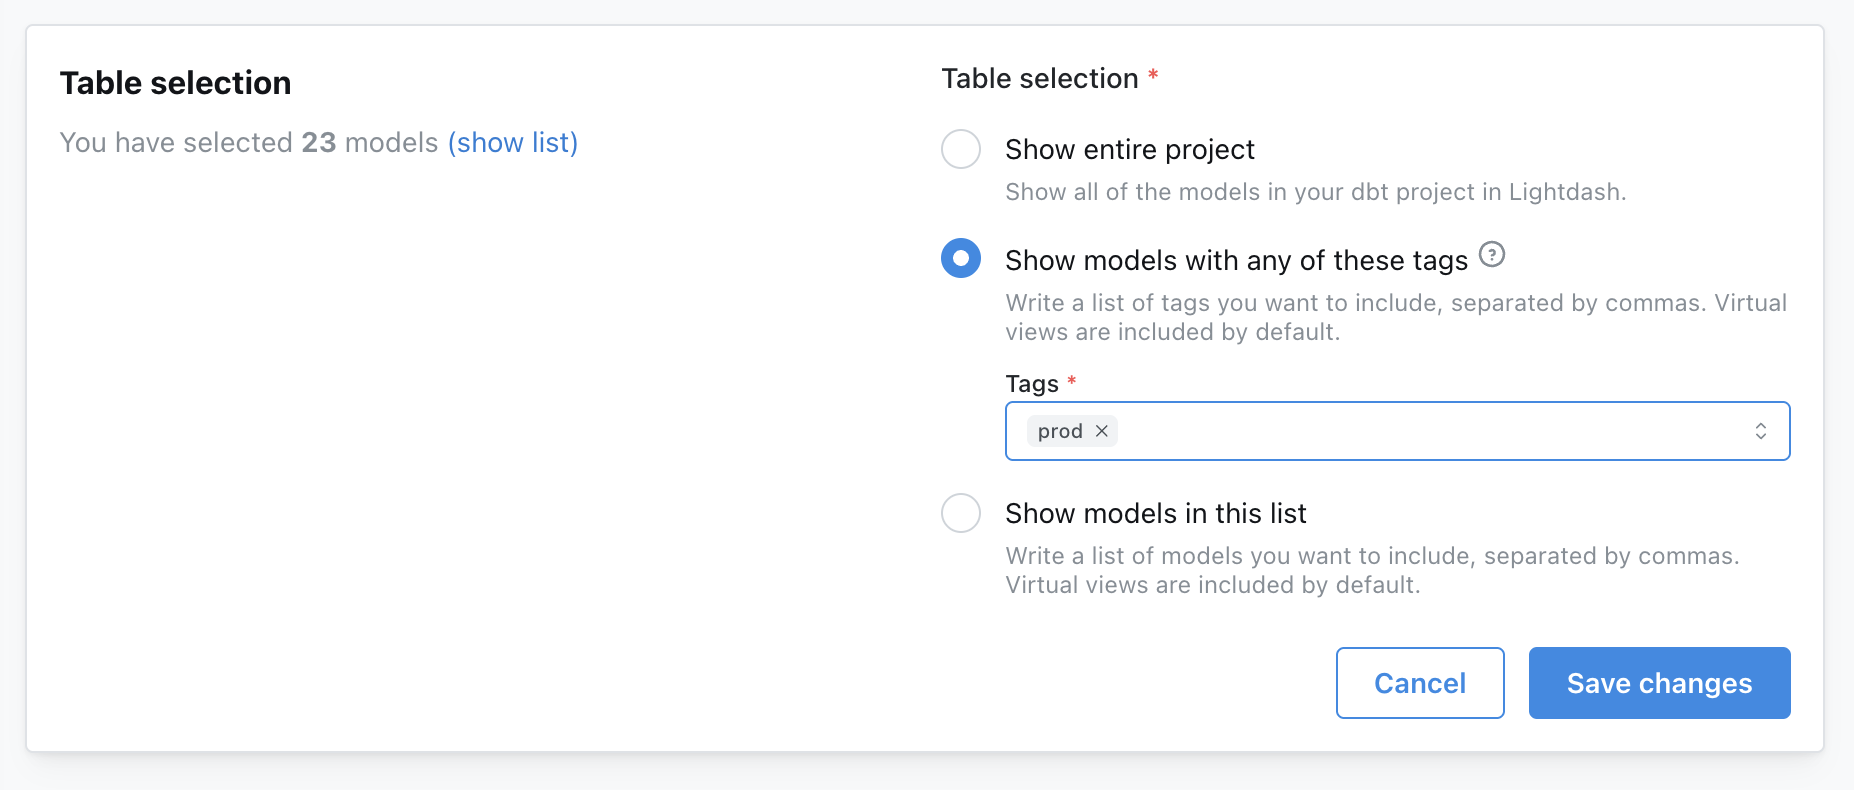 Table selection
You have selected 23 models (show list)
Table selection *
Show entire project
Show all of the models in your dbt project in Lightdash.
Show models with any of these tags ?
Write a list of tags you want to include, separated by commas. Virtual
views are included by default.
Tags *
prod ×
Show models in this list
Write a list of models you want to include, separated by commas.
Virtual views are included by default.
Cancel
Save changes